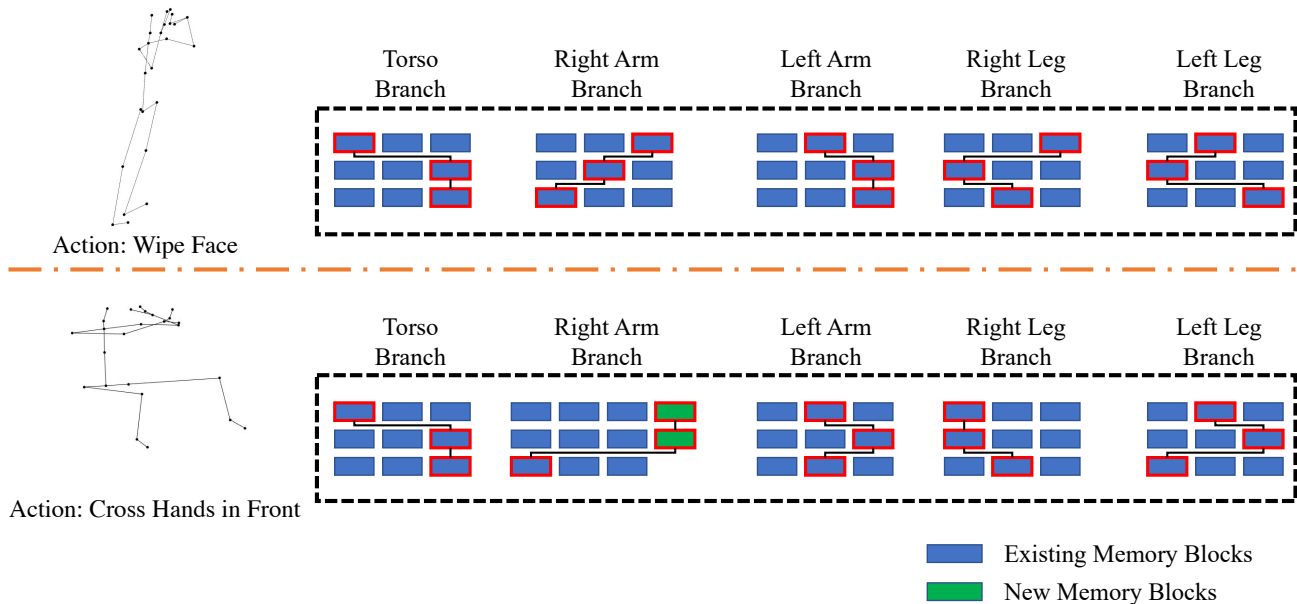 Torso Branch
Right Arm Branch
Left Arm Branch
Right Leg Branch
Left Leg Branch
Action: Wipe Face
Torso Branch
Right Arm Branch
Left Arm Branch
Right Leg Branch
Left Leg Branch
Action: Cross Hands in Front
Existing Memory Blocks
New Memory Blocks